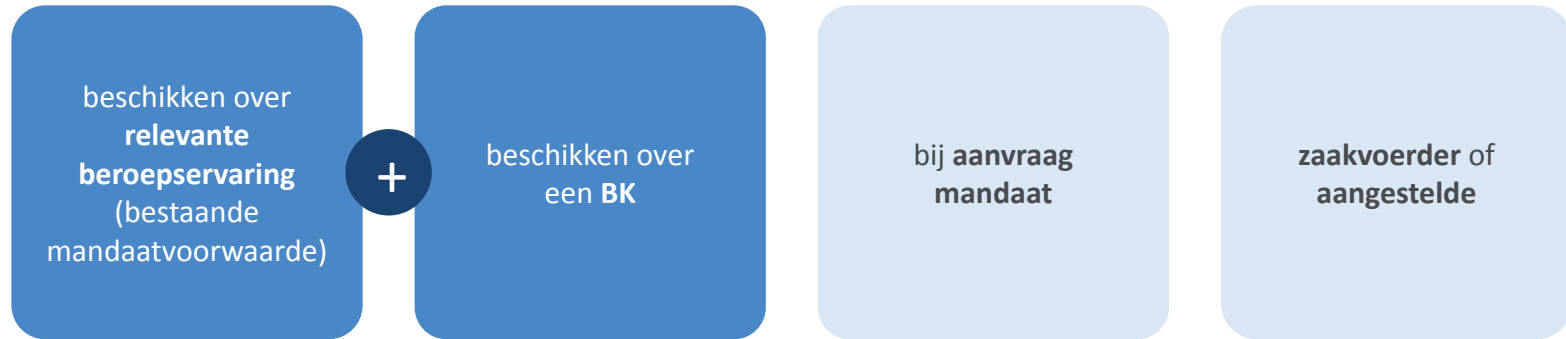 beschikken over
relevante
beroepservaring
(bestaande
mandaatvoorwaarde)
+
beschikken over
een BK
bij aanvraag
mandaat
zaakvoerder of
aangestelde